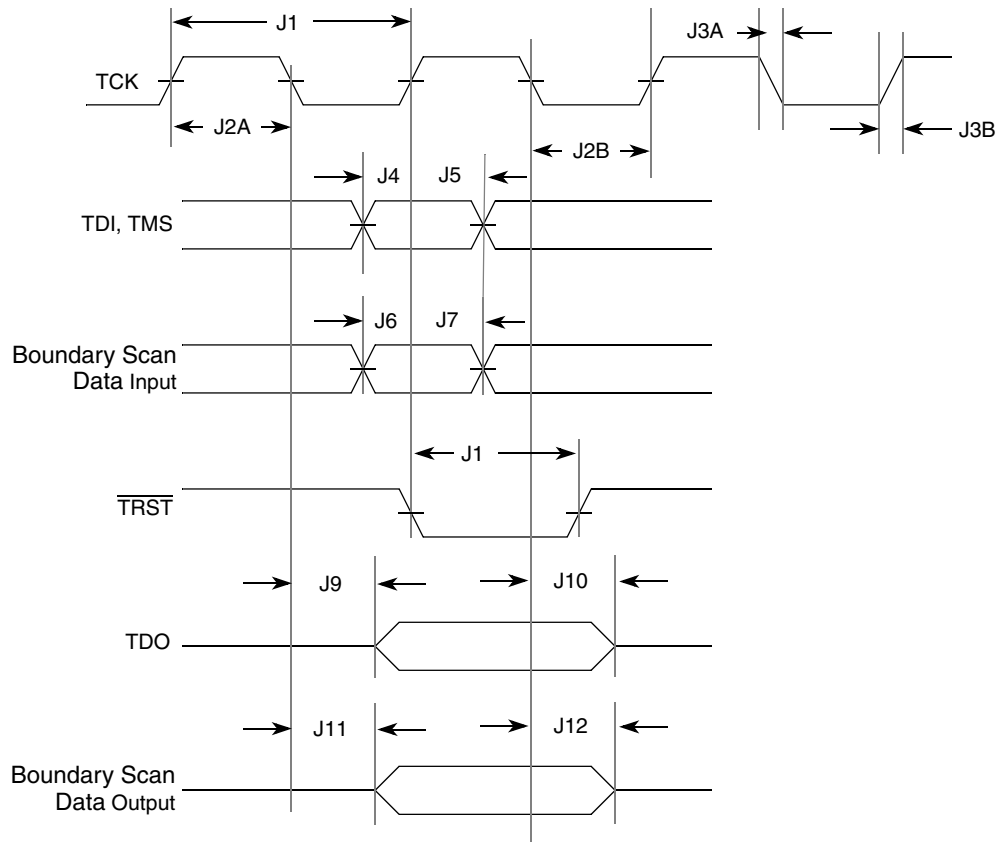 J1
J3A
TCK
J2A
J2B
J3B
J4
J5
TDI, TMS
J6
J7
Boundary Scan
Data Input
J1
TRST
J9
J10
TDO
J11
J12
Boundary Scan
Data Output